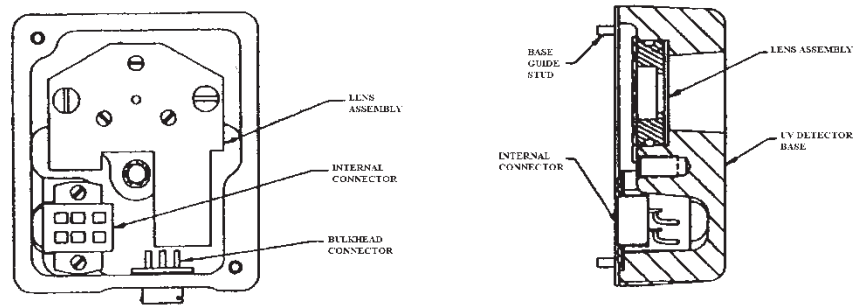 LENS
ASSEMBLY
INTERNAL
CONNECTOR
BULKHEAD
CONNECTOR
BASE
GUIDE
STUD
LENS ASSEMBLY
UV DETECTOR
BASE
INTERNAL
CONNECTOR